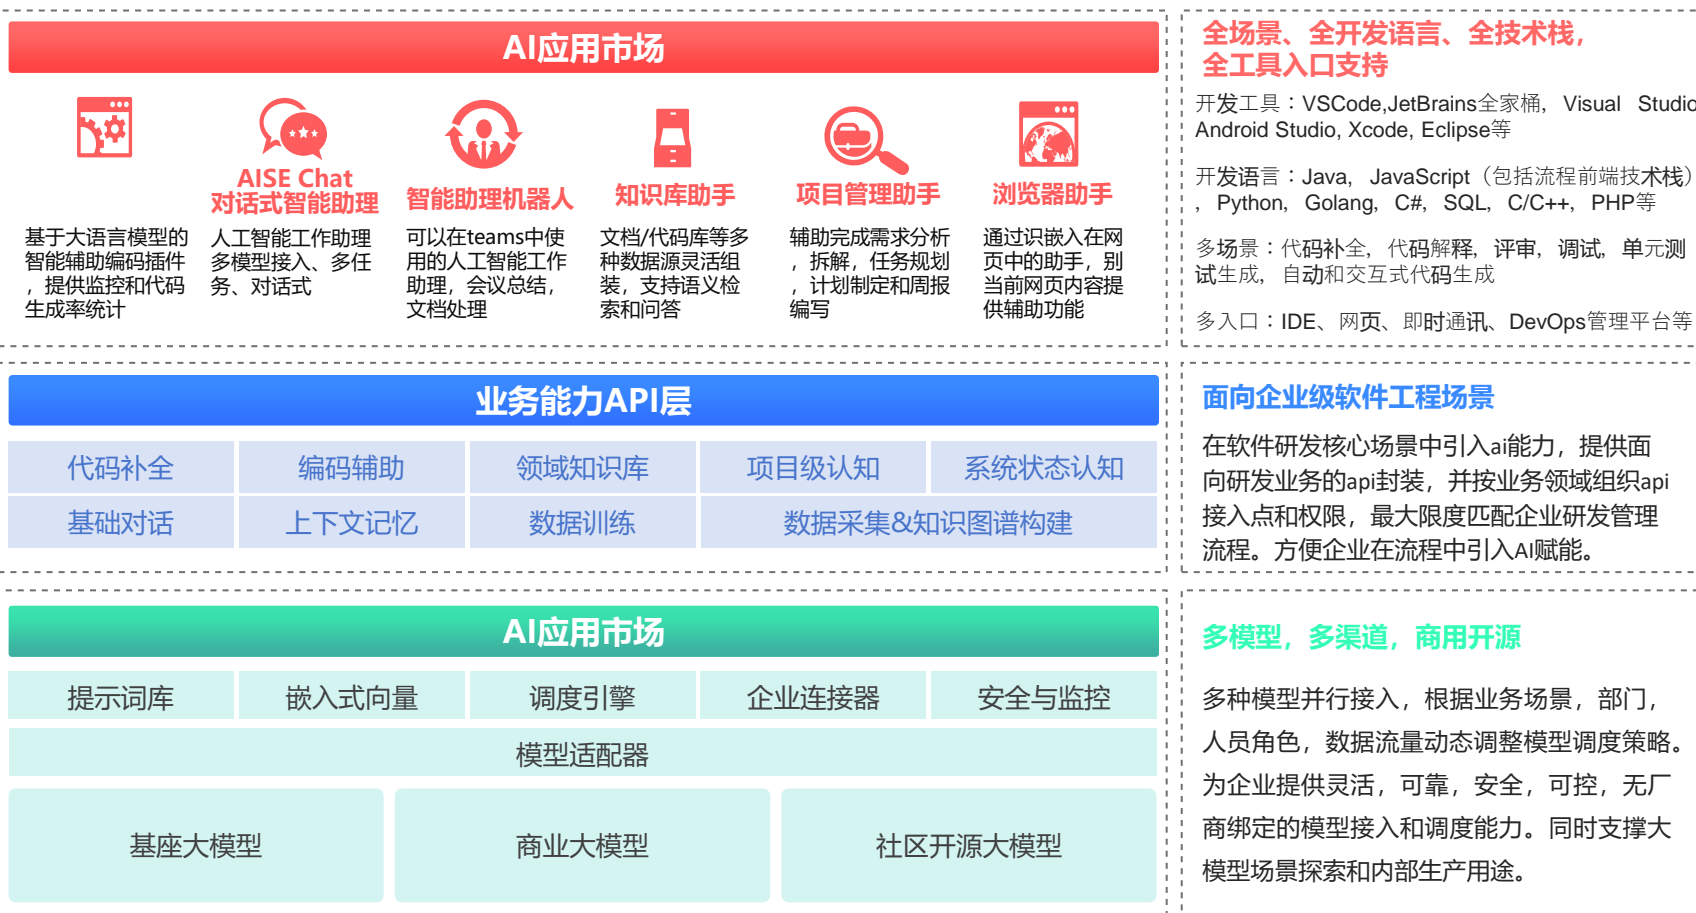 AI应用市场
AISE Chat
对话式智能助理
智能助理机器人
知识库助手
项目管理助手
浏览器助手
基于大语言模型的
智能辅助编码插件
，提供监控和代码
生成率统计
人工智能工作助理
多模型接入、多任
务、对话式
可以在teams中使
用的人工智能工作
助理，会议总结，
文档处理
文档/代码库等多
种数据源灵活组
装，支持语义检
索和问答
辅助完成需求分析
，拆解，任务规划
，计划制定和周报
编写
通过识嵌入在网
页中的助手，别
当前网页内容提
供辅助功能
全场景、全开发语言、全技术栈，
全工具入口支持
开发工具：VSCode,JetBrains全家桶，Visual Studio
Android Studio, Xcode, Eclipse等
开发语言：Java，JavaScript（包括流程前端技术栈）
，Python，Golang，C#，SQL，C/C++，PHP等
多场景：代码补全，代码解释，评审，调试，单元测
试生成，自动和交互式代码生成
多入口：IDE、网页、即时通讯、DevOps管理平台等
业务能力API层
代码补全
编码辅助
领域知识库
项目级认知
系统状态认知
基础对话
上下文记忆
数据训练
数据采集&知识图谱构建
面向企业级软件工程场景
在软件研发核心场景中引入ai能力，提供面
向研发业务的api封装，并按业务领域组织api
接入点和权限，最大限度匹配企业研发管理
流程。方便企业在流程中引入AI赋能。
AI应用市场
提示词库
嵌入式向量
调度引擎
企业连接器
安全与监控
模型适配器
基座大模型
商业大模型
社区开源大模型
多模型，多渠道，商用开源
多种模型并行接入，根据业务场景，部门，
人员角色，数据流量动态调整模型调度策略。
为企业提供灵活，可靠，安全，可控，无厂
商绑定的模型接入和调度能力。同时支撑大
模型场景探索和内部生产用途。